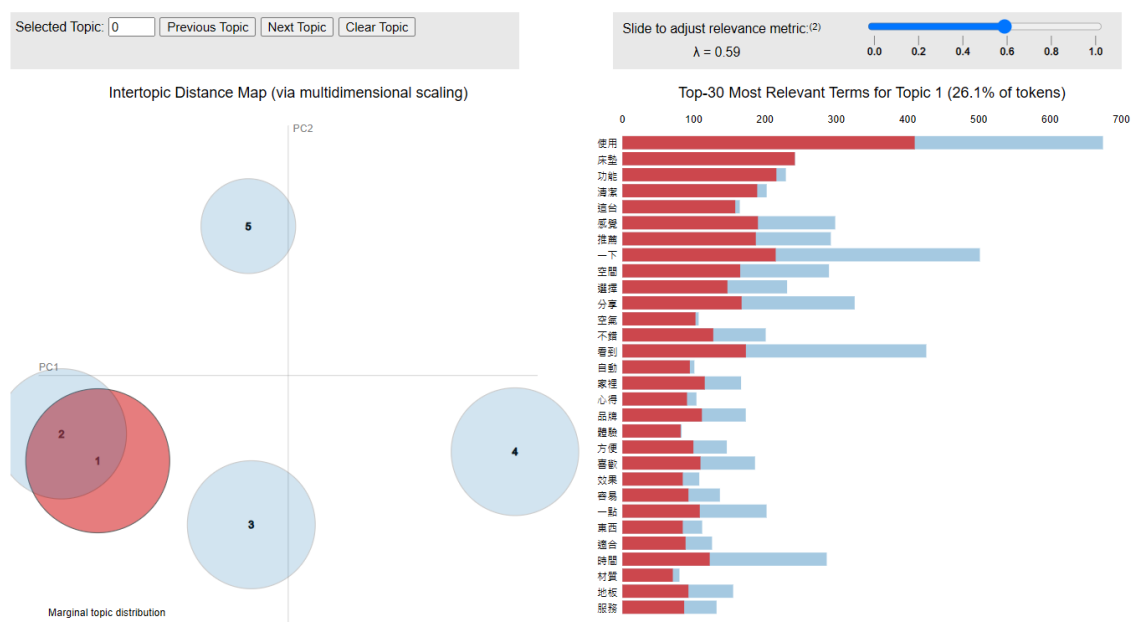 Selected Topic: 0 Previous Topic Next Topic Clear Topic
Slide to adjust relevance metric:(2)
λ = 0.59
0.0 0.2 0.4 0.6 0.8 1.0
Intertopic Distance Map (via multidimensional scaling)
PC2
PC1
5
2
1
4
3
Marginal topic distribution
Top-30 Most Relevant Terms for Topic 1 (26.1% of tokens)
0 100 200 300 400 500 600 700
使用
床墊
功能
清潔
這台
感覺
推薦
一下
空間
選擇
分享
空氣
不錯
看到
自動
家裡
心得
品牌
體驗
方便
喜歡
效果
容易
一點
東西
適合
時間
材質
地板
服務